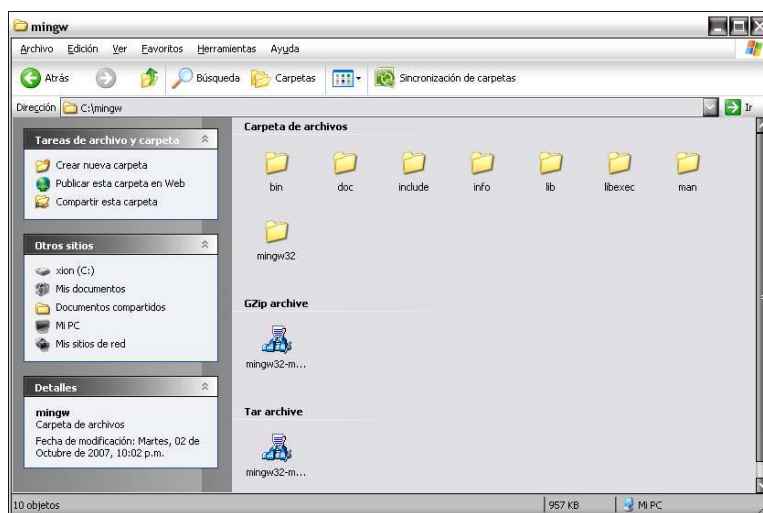 mingw
Archivo Edición Ver Favoritos Herramientas Ayuda
Atrás Búsqueda Carpetas Sincronización de carpetas
Dirección C:\mingw Ir
Tareas de archivo y carpeta
Crear nueva carpeta
Publicar esta carpeta en Web
Compartir esta carpeta
Otros sitios
xion (C:)
Mis documentos
Documentos compartidos
Mi PC
Mis sitios de red
Detalles
mingw
Carpeta de archivos
Fecha de modificación: Martes, 02 de
Octubre de 2007, 10:02 p.m.
Carpeta de archivos
bin doc include info lib libexec man
mingw32
GZip archive
mingw32-m...
Tar archive
mingw32-m...
10 objetos 957 KB Mi PC